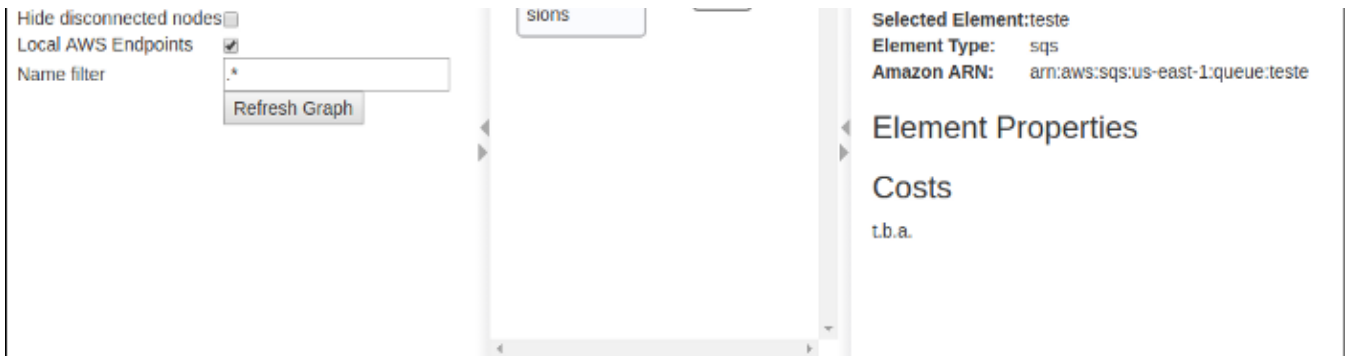 Hide disconnected nodes
Local AWS Endpoints
Name filter .*
Refresh Graph
sions
Selected Element:teste
Element Type: sqs
Amazon ARN: arn:aws:sqs:us-east-1:queue:teste
Element Properties
Costs
t.b.a.